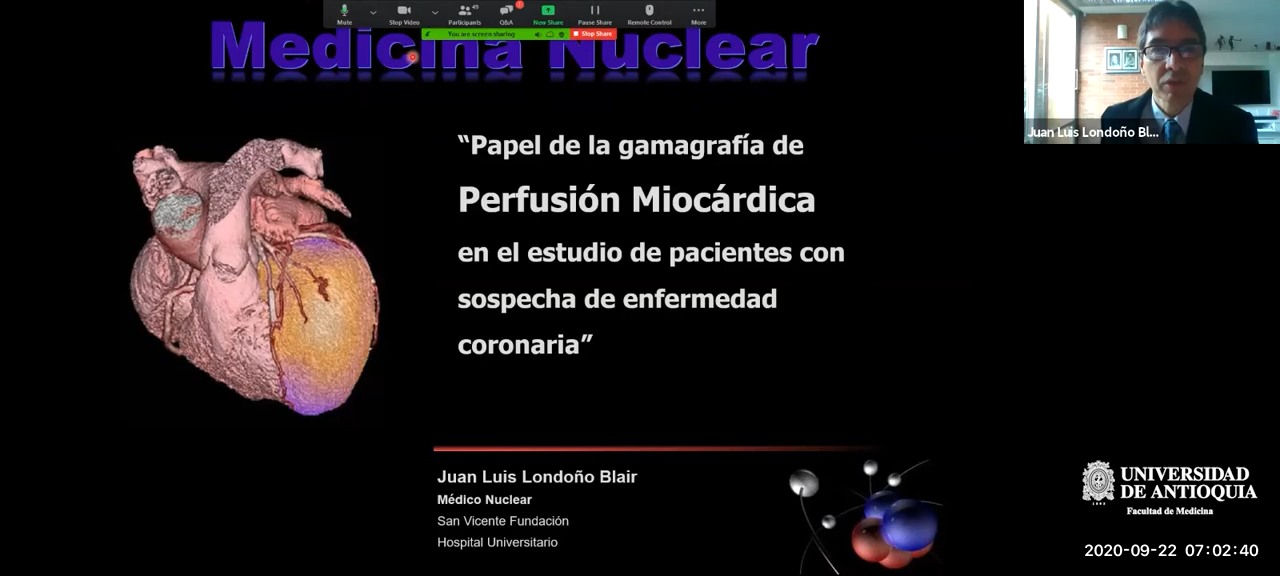 Mute
Stop Video
Participants
49
Q&A
New Share
Pause Share
Remote Control
More
You are screen sharing
Stop Share
Medicina Nuclear
“Papel de la gamagrafía de
Perfusión Miocárdica
en el estudio de pacientes con
sospecha de enfermedad
coronaria”
Juan Luis Londoño Bl...
Juan Luis Londoño Blair
Médico Nuclear
San Vicente Fundación
Hospital Universitario
UNIVERSIDAD
DE ANTIOQUIA
1803
Facultad de Medicina
2020-09-22 07:02:40